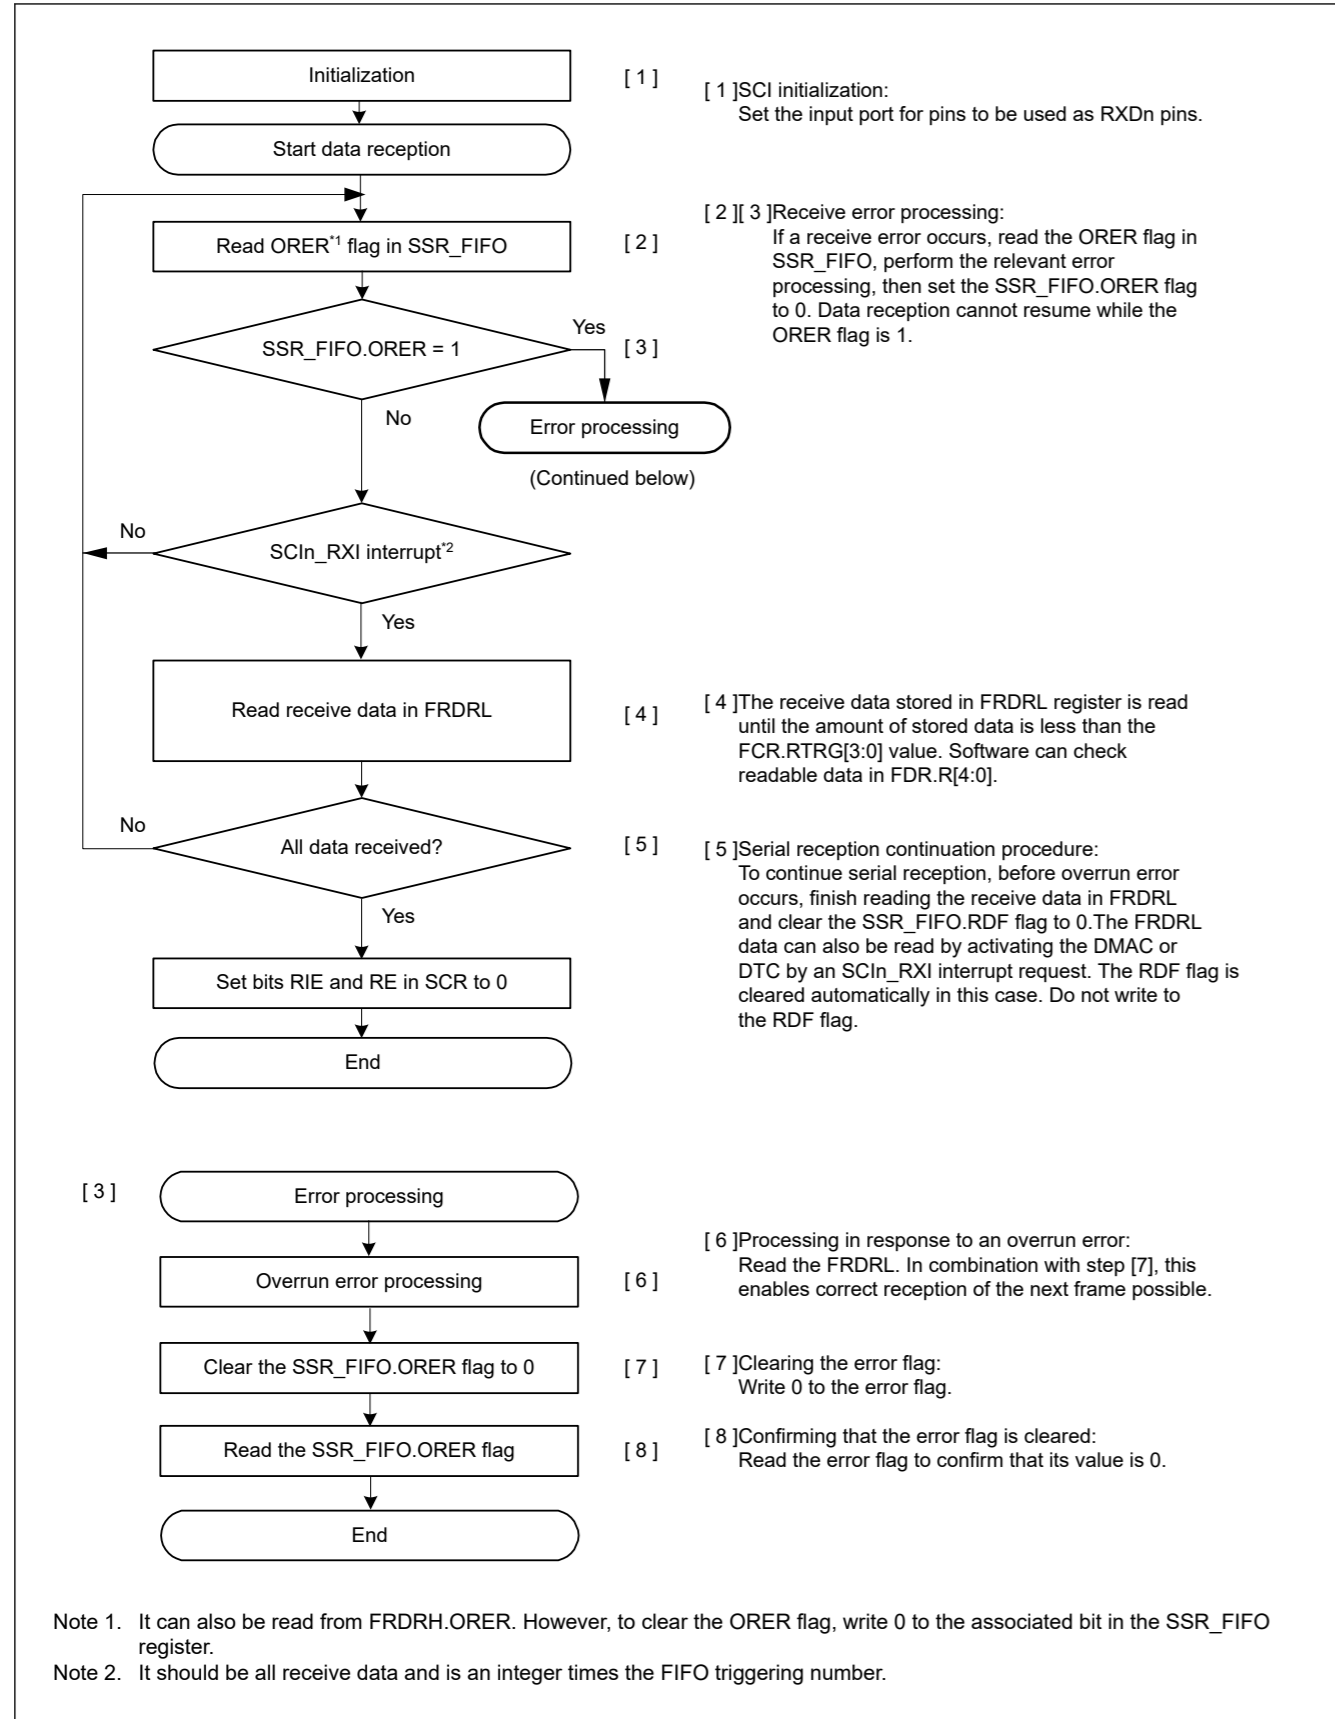 Initialization
[ 1 ]
[ 1 ]SCI initialization:
Set the input port for pins to be used as RXDn pins.
Start data reception
Read ORER*1 flag in SSR_FIFO
[ 2 ]
[ 2 ][ 3 ]Receive error processing:
If a receive error occurs, read the ORER flag in
SSR_FIFO, perform the relevant error
processing, then set the SSR_FIFO.ORER flag
to 0. Data reception cannot resume while the
ORER flag is 1.
SSR_FIFO.ORER = 1
Yes
[ 3 ]
No
Error processing
(Continued below)
No
SCIn_RXI interrupt*2
Yes
Read receive data in FRDRL
[ 4 ]
[ 4 ]The receive data stored in FRDRL register is read
until the amount of stored data is less than the
FCR.RTRG[3:0] value. Software can check
readable data in FDR.R[4:0].
No
All data received?
[ 5 ]
[ 5 ]Serial reception continuation procedure:
To continue serial reception, before overrun error
occurs, finish reading the receive data in FRDRL
and clear the SSR_FIFO.RDF flag to 0.The FRDRL
data can also be read by activating the DMAC or
DTC by an SCIn_RXI interrupt request. The RDF flag is
cleared automatically in this case. Do not write to
the RDF flag.
Yes
Set bits RIE and RE in SCR to 0
End
[ 3 ]
Error processing
Overrun error processing
[ 6 ]
[ 6 ]Processing in response to an overrun error:
Read the FRDRL. In combination with step [7], this
enables correct reception of the next frame possible.
Clear the SSR_FIFO.ORER flag to 0
[ 7 ]
[ 7 ]Clearing the error flag:
Write 0 to the error flag.
Read the SSR_FIFO.ORER flag
[ 8 ]
[ 8 ]Confirming that the error flag is cleared:
Read the error flag to confirm that its value is 0.
End
Note 1. It can also be read from FRDRH.ORER. However, to clear the ORER flag, write 0 to the associated bit in the SSR_FIFO
register.
Note 2. It should be all receive data and is an integer times the FIFO triggering number.